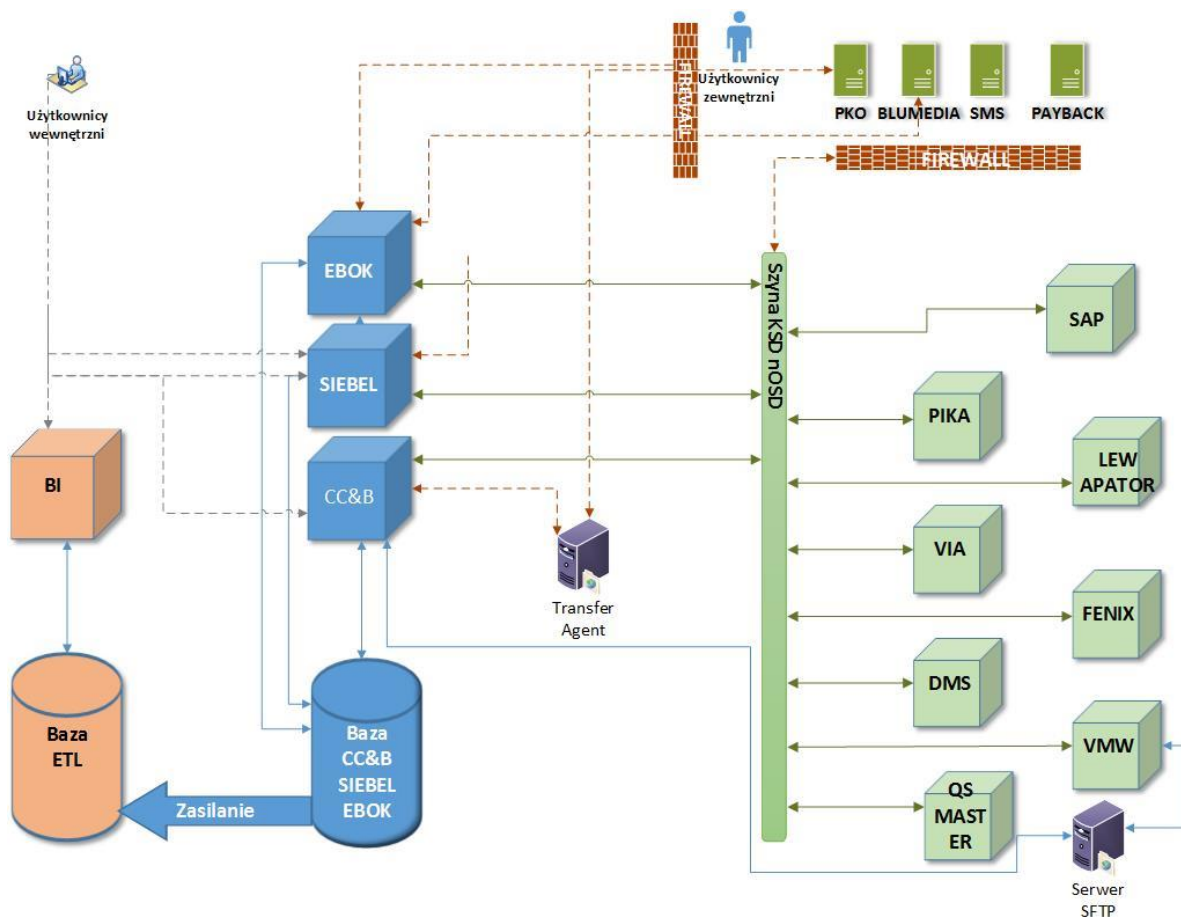 Użytkownicy
wewnętrzni
FIREWALL
Użytkownicy
zewnętrzni
PKO
BLUMEDIA
SMS
PAYBACK
FIREWALL
EBOK
SIEBEL
CC&B
BI
Szyna KSD nOSD
SAP
PIKA
LEW
APATOR
VIA
FENIX
DMS
VMW
QS
MAST
ER
Transfer
Agent
Baza
ETL
Zasilanie
Baza
CC&B
SIEBEL
EBOK
Serwer
SFTP